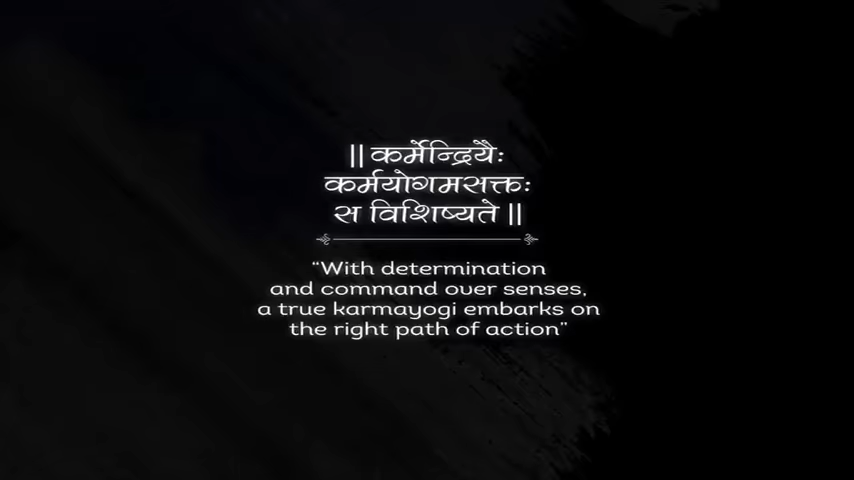 || कर्मेन्द्रियैः
कर्मयोगमसक्तः
स विशिष्यते ||
“With determination
and command over senses,
a true karmayogi embarks on
the right path of action”